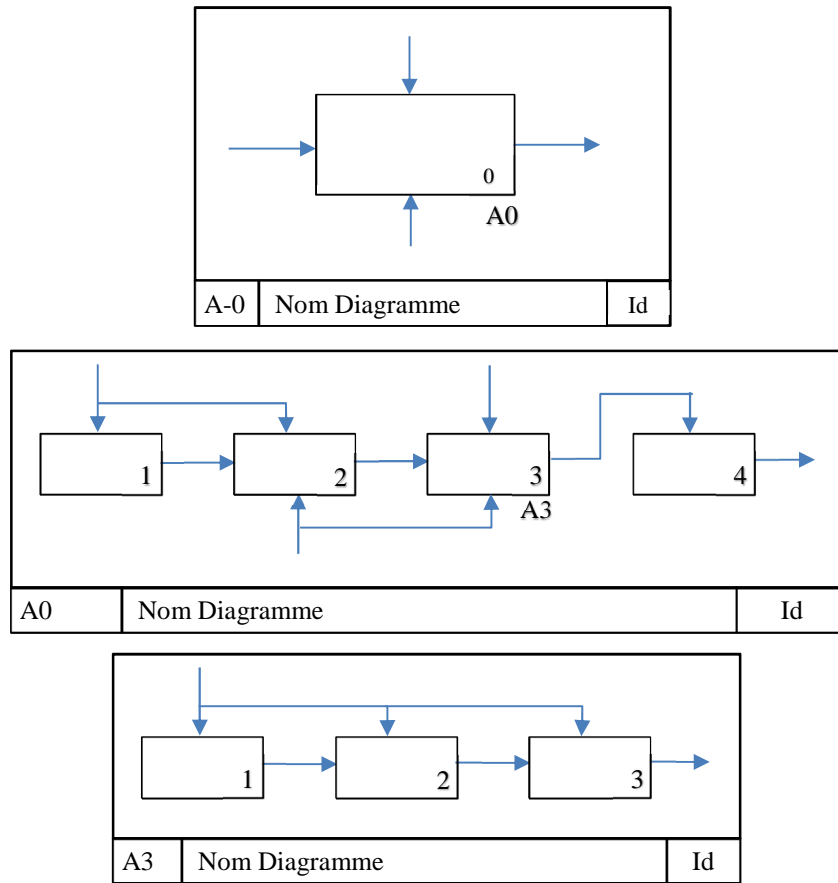 0
A0
A-0 Nom Diagramme Id
1 2 3 4
A3
A0 Nom Diagramme Id
1 2 3
A3 Nom Diagramme Id